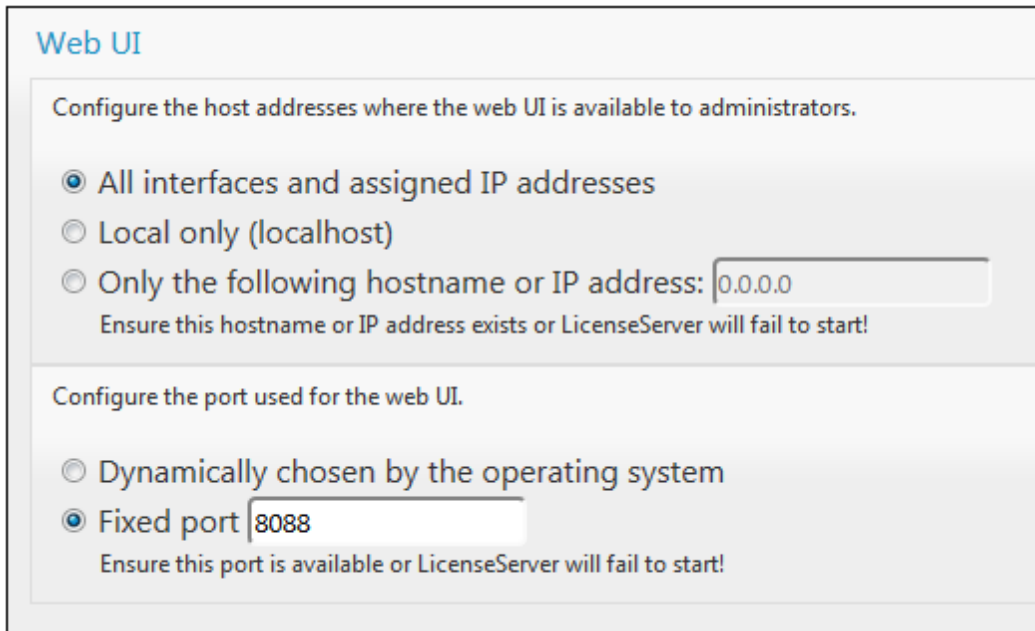 Web UI
Configure the host addresses where the web UI is available to administrators.
All interfaces and assigned IP addresses
Local only (localhost)
Only the following hostname or IP address: 0.0.0.0
Ensure this hostname or IP address exists or LicenseServer will fail to start!
Configure the port used for the web UI.
Dynamically chosen by the operating system
Fixed port 8088
Ensure this port is available or LicenseServer will fail to start!